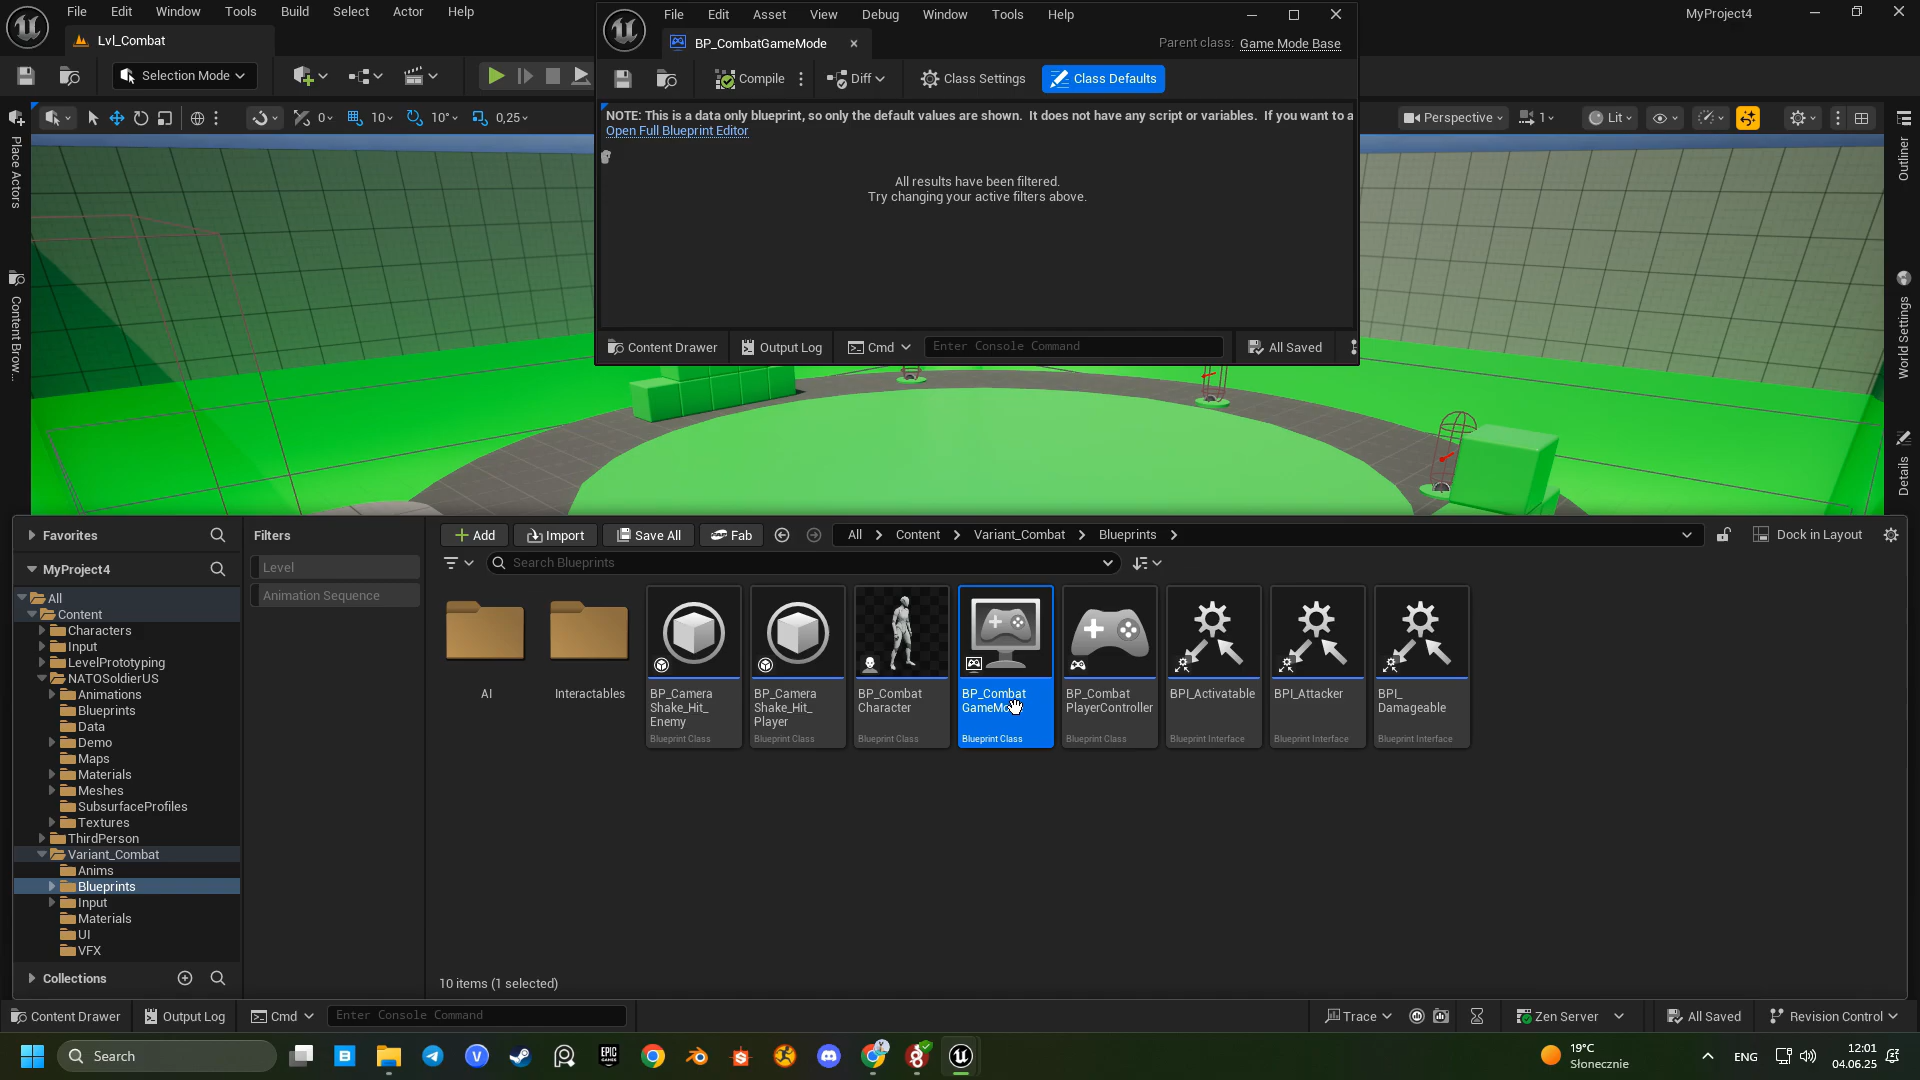 File Edit Window Tools Build Select Actor Help
MyProject4
Lvl_Combat
Selection Mode
0 10 10° 0,25
Perspective 1 Lit
Place Actors
Content Brow...
Outliner
World Settings
Details
File Edit Asset View Debug Window Tools Help
BP_CombatGameMode
Parent class: Game Mode Base
Compile Diff Class Settings Class Defaults
NOTE: This is a data only blueprint, so only the default values are shown. It does not have any script or variables. If you want to a
Open Full Blueprint Editor
All results have been filtered.
Try changing your active filters above.
Content Drawer Output Log Cmd Enter Console Command All Saved
Favorites
MyProject4
All
Content
Characters
Input
LevelPrototyping
NATOSoldierUS
Animations
Blueprints
Data
Demo
Maps
Materials
Meshes
SubsurfaceProfiles
Textures
ThirdPerson
Variant_Combat
Anims
Blueprints
Input
Materials
UI
VFX
Collections
Filters
Level
Animation Sequence
Add Import Save All Fab All Content Variant_Combat Blueprints Dock in Layout
Search Blueprints
AI
Interactables
BP_Camera
Shake_Hit_
Enemy
Blueprint Class
BP_Camera
Shake_Hit_
Player
Blueprint Class
BP_Combat
Character
Blueprint Class
BP_Combat
GameMo
Blueprint Class
BP_Combat
PlayerController
Blueprint Class
BPI_Activatable
Blueprint Interface
BPI_Attacker
Blueprint Interface
BPI_
Damageable
Blueprint Interface
10 items (1 selected)
Content Drawer Output Log Cmd Enter Console Command Trace Zen Server All Saved Revision Control
Search
EPIC
GAMES
8
19°C
Słonecznie
ENG
12:01
04.06.25